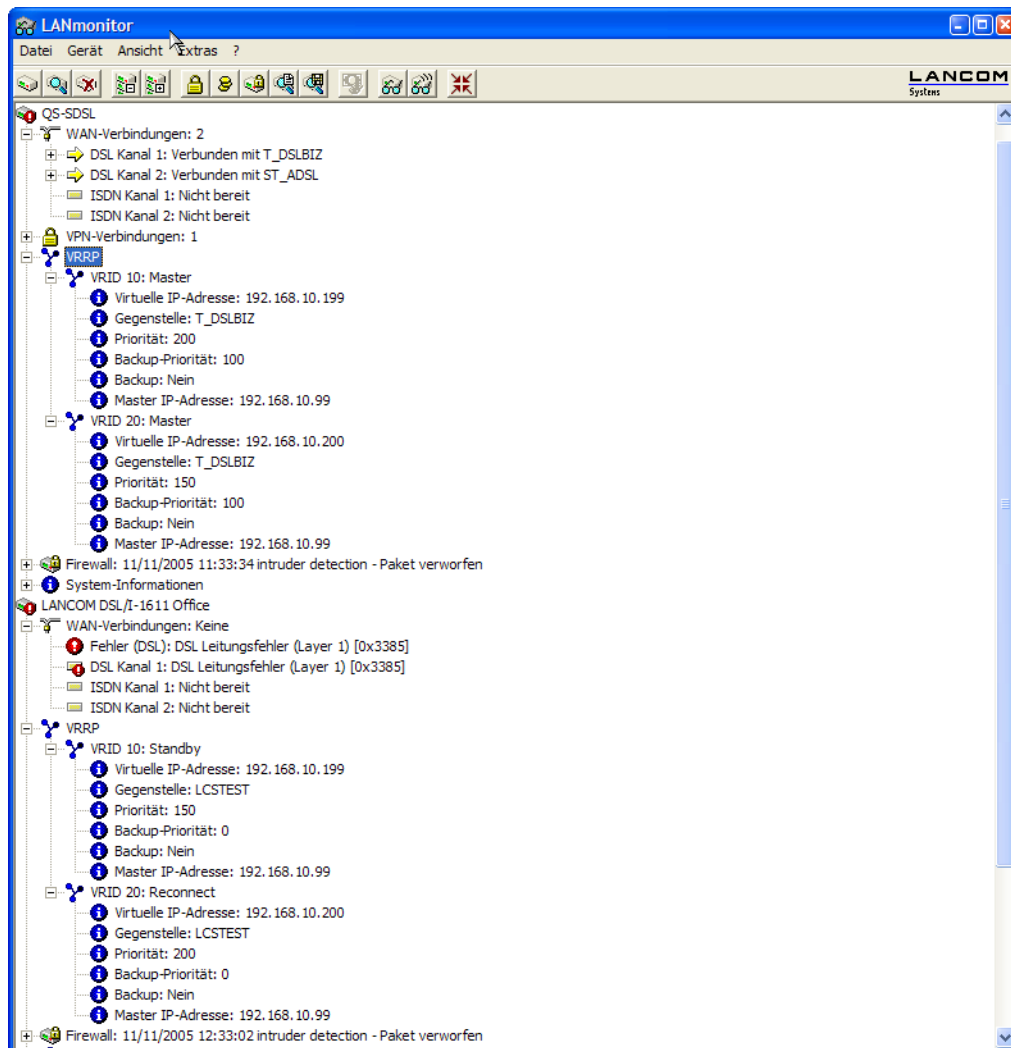 LANmonitor
Datei Gerät Ansicht Extras ?
LANCOM
Systems
QS-SDSL
WAN-Verbindungen: 2
DSL Kanal 1: Verbunden mit T_DSLBIZ
DSL Kanal 2: Verbunden mit ST_ADSL
ISDN Kanal 1: Nicht bereit
ISDN Kanal 2: Nicht bereit
VPN-Verbindungen: 1
VRRP
VRID 10: Master
Virtuelle IP-Adresse: 192.168.10.199
Gegenstelle: T_DSLBIZ
Priorität: 200
Backup-Priorität: 100
Backup: Nein
Master IP-Adresse: 192.168.10.99
VRID 20: Master
Virtuelle IP-Adresse: 192.168.10.200
Gegenstelle: T_DSLBIZ
Priorität: 150
Backup-Priorität: 100
Backup: Nein
Master IP-Adresse: 192.168.10.99
Firewall: 11/11/2005 11:33:34 intruder detection - Paket verworfen
System-Informationen
LANCOM DSL/I-1611 Office
WAN-Verbindungen: Keine
Fehler (DSL): DSL Leitungsfehler (Layer 1) [0x3385]
DSL Kanal 1: DSL Leitungsfehler (Layer 1) [0x3385]
ISDN Kanal 1: Nicht bereit
ISDN Kanal 2: Nicht bereit
VRRP
VRID 10: Standby
Virtuelle IP-Adresse: 192.168.10.199
Gegenstelle: LCSTEST
Priorität: 150
Backup-Priorität: 0
Backup: Nein
Master IP-Adresse: 192.168.10.99
VRID 20: Reconnect
Virtuelle IP-Adresse: 192.168.10.200
Gegenstelle: LCSTEST
Priorität: 200
Backup-Priorität: 0
Backup: Nein
Master IP-Adresse: 192.168.10.99
Firewall: 11/11/2005 12:33:02 intruder detection - Paket verworfen